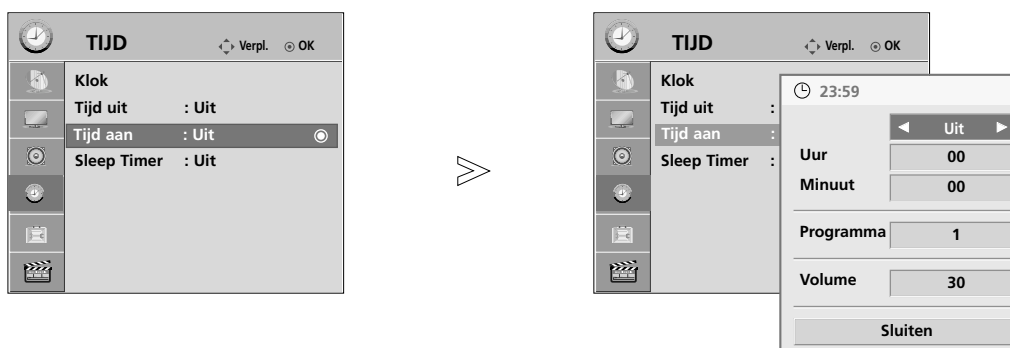 TIJD Verpl. OK
Klok
Tijd uit : Uit
Tijd aan : Uit
Sleep Timer : Uit
TIJD Verpl. OK
Klok
Tijd uit :
Tijd aan :
Sleep Timer :
23:59
Uit
Uur 00
Minuut 00
Programma 1
Volume 30
Sluiten